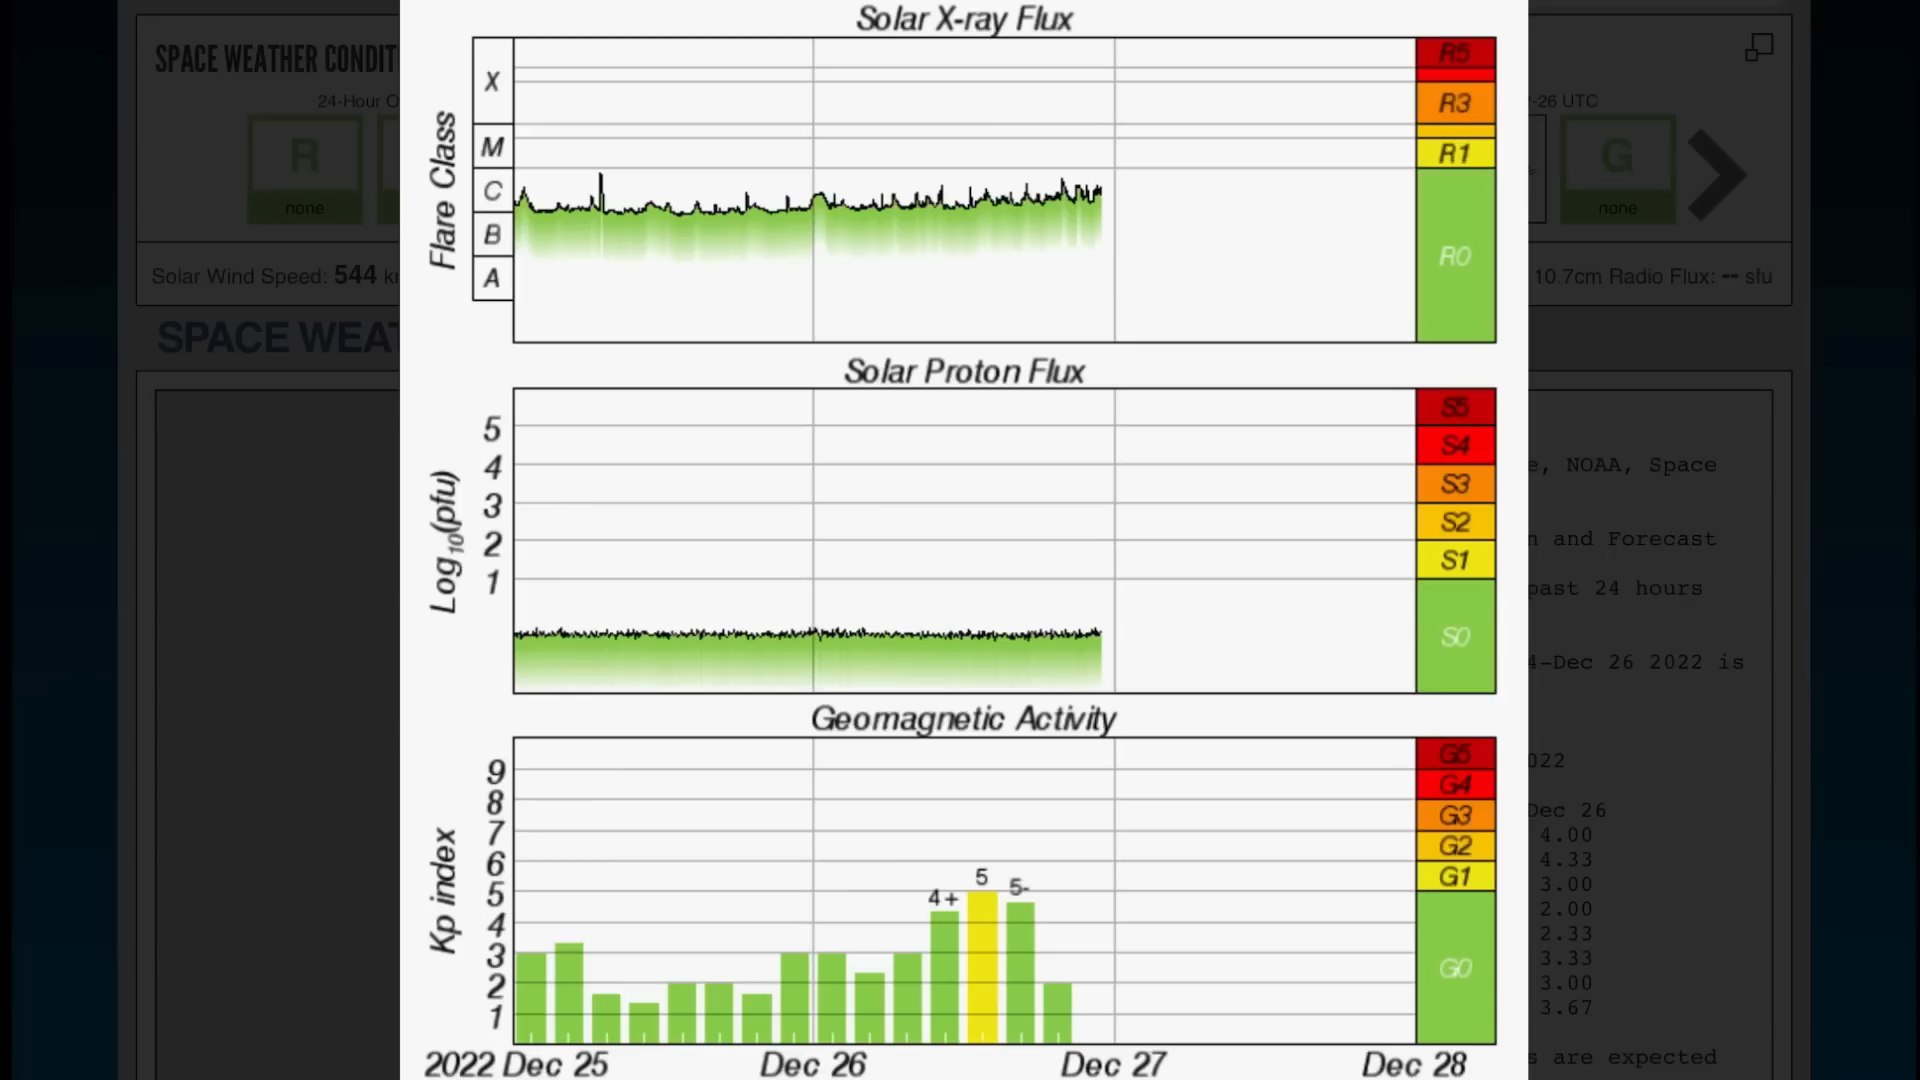 Solar X-ray Flux
SPACE WEATHER CONDITI
24-Hour O
-26 UTC
Flare Class
X
M
C
B
A
R5
R3
R1
R0
R
none
G
none
Solar Wind Speed: 544
10.7cm Radio Flux: -- sfu
SPACE WEAT
Solar Proton Flux
Log10(pfu)
5
4
3
2
1
S5
S4
S3
S2
S1
S0
e, NOAA, Space
n and Forecast
past 24 hours
4-Dec 26 2022 is
022
Dec 26
4.00
4.33
3.00
2.00
2.33
3.33
3.00
3.67
s are expected
Geomagnetic Activity
Kp index
9
8
7
6
5
4
3
2
1
4+
5
5-
G5
G4
G3
G2
G1
G0
2022 Dec 25 Dec 26 Dec 27 Dec 28